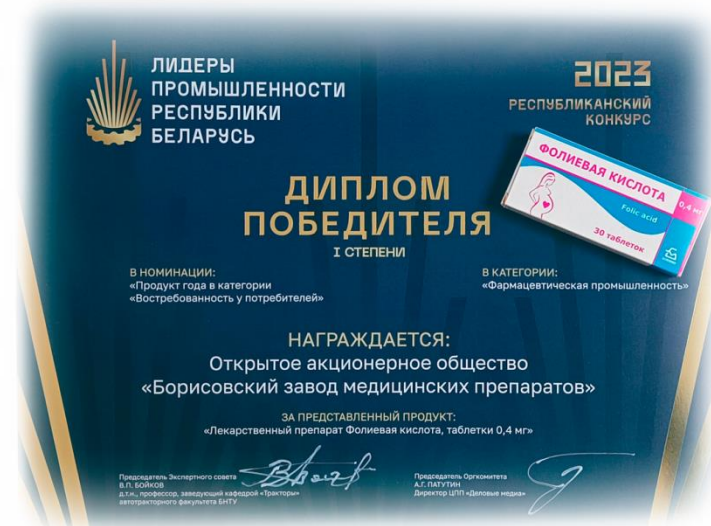 ЛИДЕРЫ
ПРОМЫШЛЕННОСТИ
РЕСПУБЛИКИ
БЕЛАРУСЬ
2023
РЕСПУБЛИКАНСКИЙ
КОНКУРС
ФОЛИЕВАЯ КИСЛОТА
0,4 мг
Folic acid
30 таблеток
ДИПЛОМ
ПОБЕДИТЕЛЯ
I СТЕПЕНИ
В НОМИНАЦИИ:
«Продукт года в категории
«Востребованность у потребителей»
В КАТЕГОРИИ:
«Фармацевтическая промышленность»
НАГРАЖДАЕТСЯ:
Открытое акционерное общество
«Борисовский завод медицинских препаратов»
ЗА ПРЕДСТАВЛЕННЫЙ ПРОДУКТ:
«Лекарственный препарат Фолиевая кислота, таблетки 0,4 мг»
Председатель Экспертного совета
В.П. БОЙКОВ
д.т.н., профессор, заведующий кафедрой «Тракторы»
автотракторного факультета БНТУ
Председатель Оргкомитета
А.Г. ПАТУТИН
Директор ЦПП «Деловые медиа»